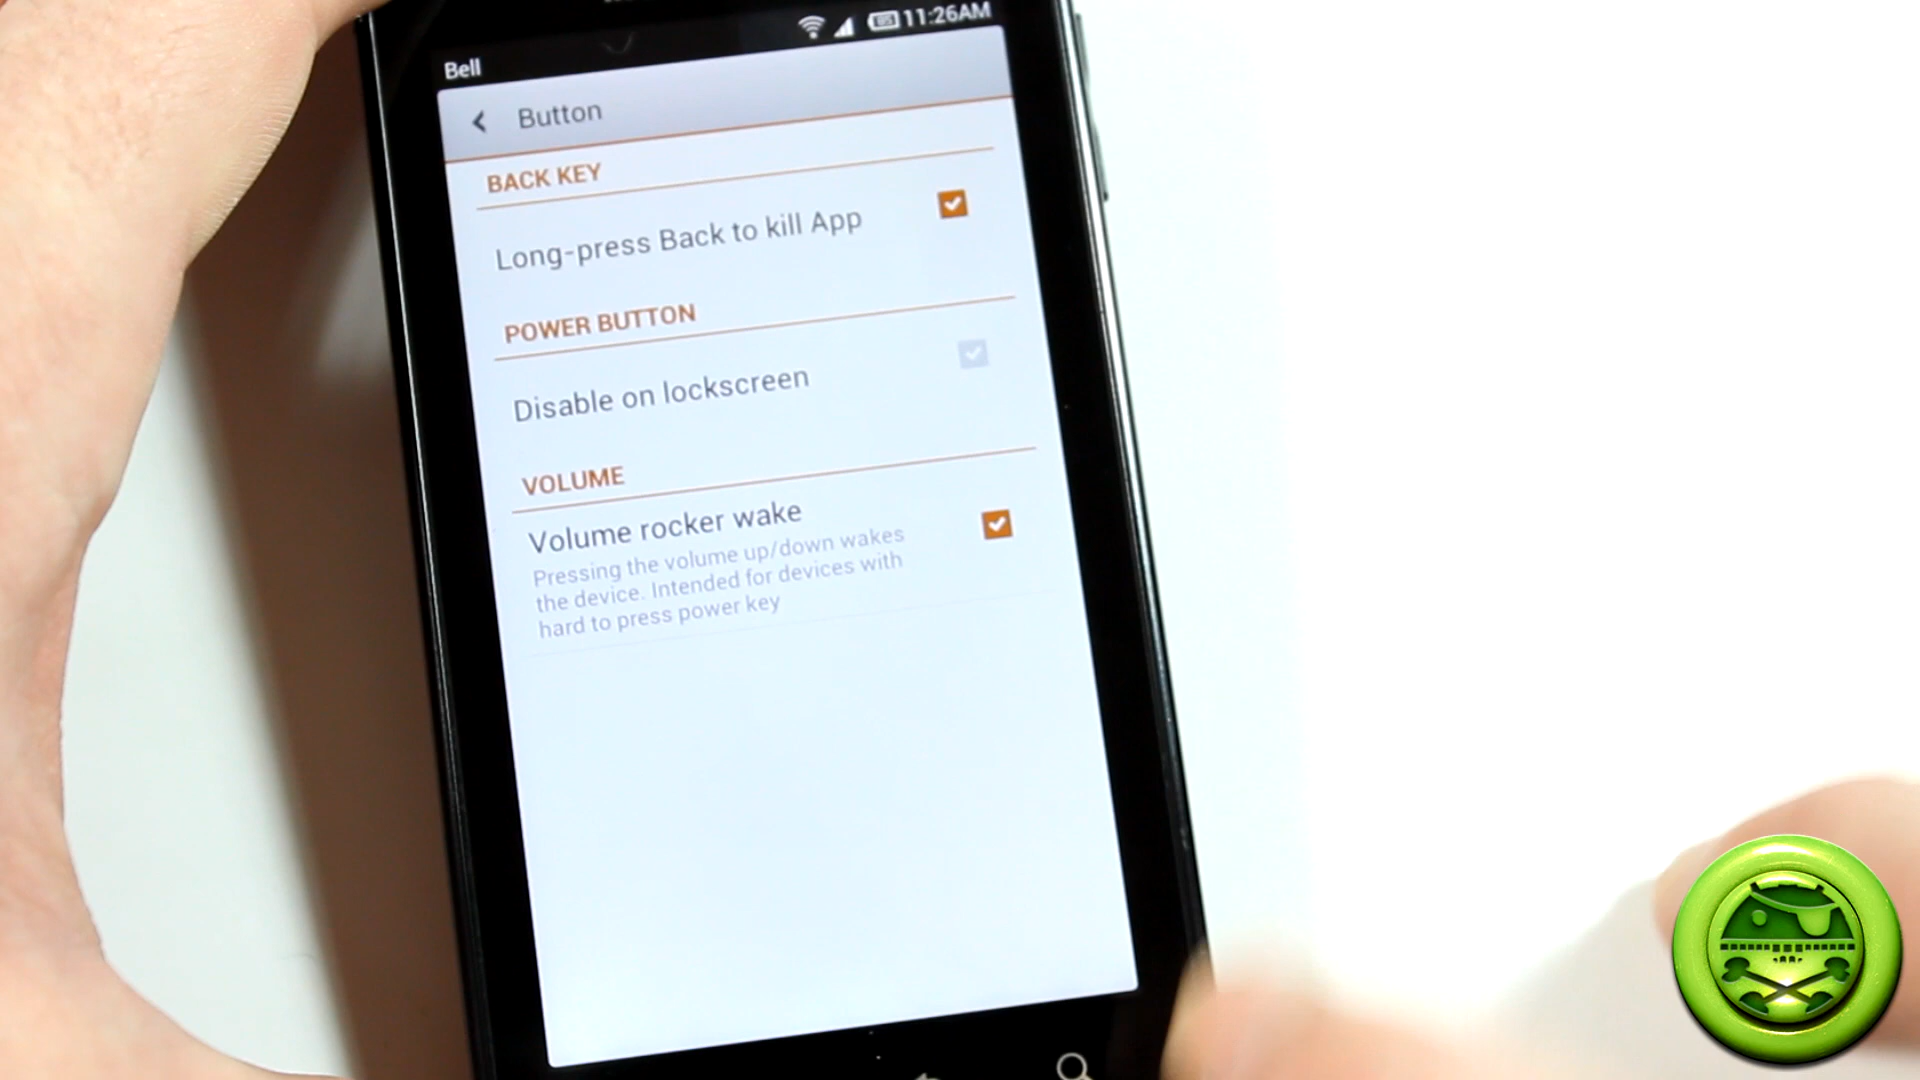 11:26AM
Bell
Button
BACK KEY
Long-press Back to kill App
POWER BUTTON
Disable on lockscreen
VOLUME
Volume rocker wake
Pressing the volume up/down wakes
the device. Intended for devices with
hard to press power key